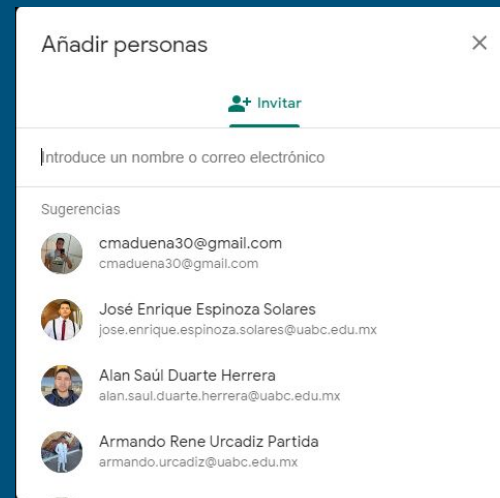 Añadir personas
Invitar
Introduce un nombre o correo electrónico
Sugerencias
cmaduena30@gmail.com
cmaduena30@gmail.com
José Enrique Espinoza Solares
jose.enrique.espinoza.solares@uabc.edu.mx
Alan Saúl Duarte Herrera
alan.saul.duarte.herrera@uabc.edu.mx
Armando Rene Urcadiz Partida
armando.urcadiz@uabc.edu.mx